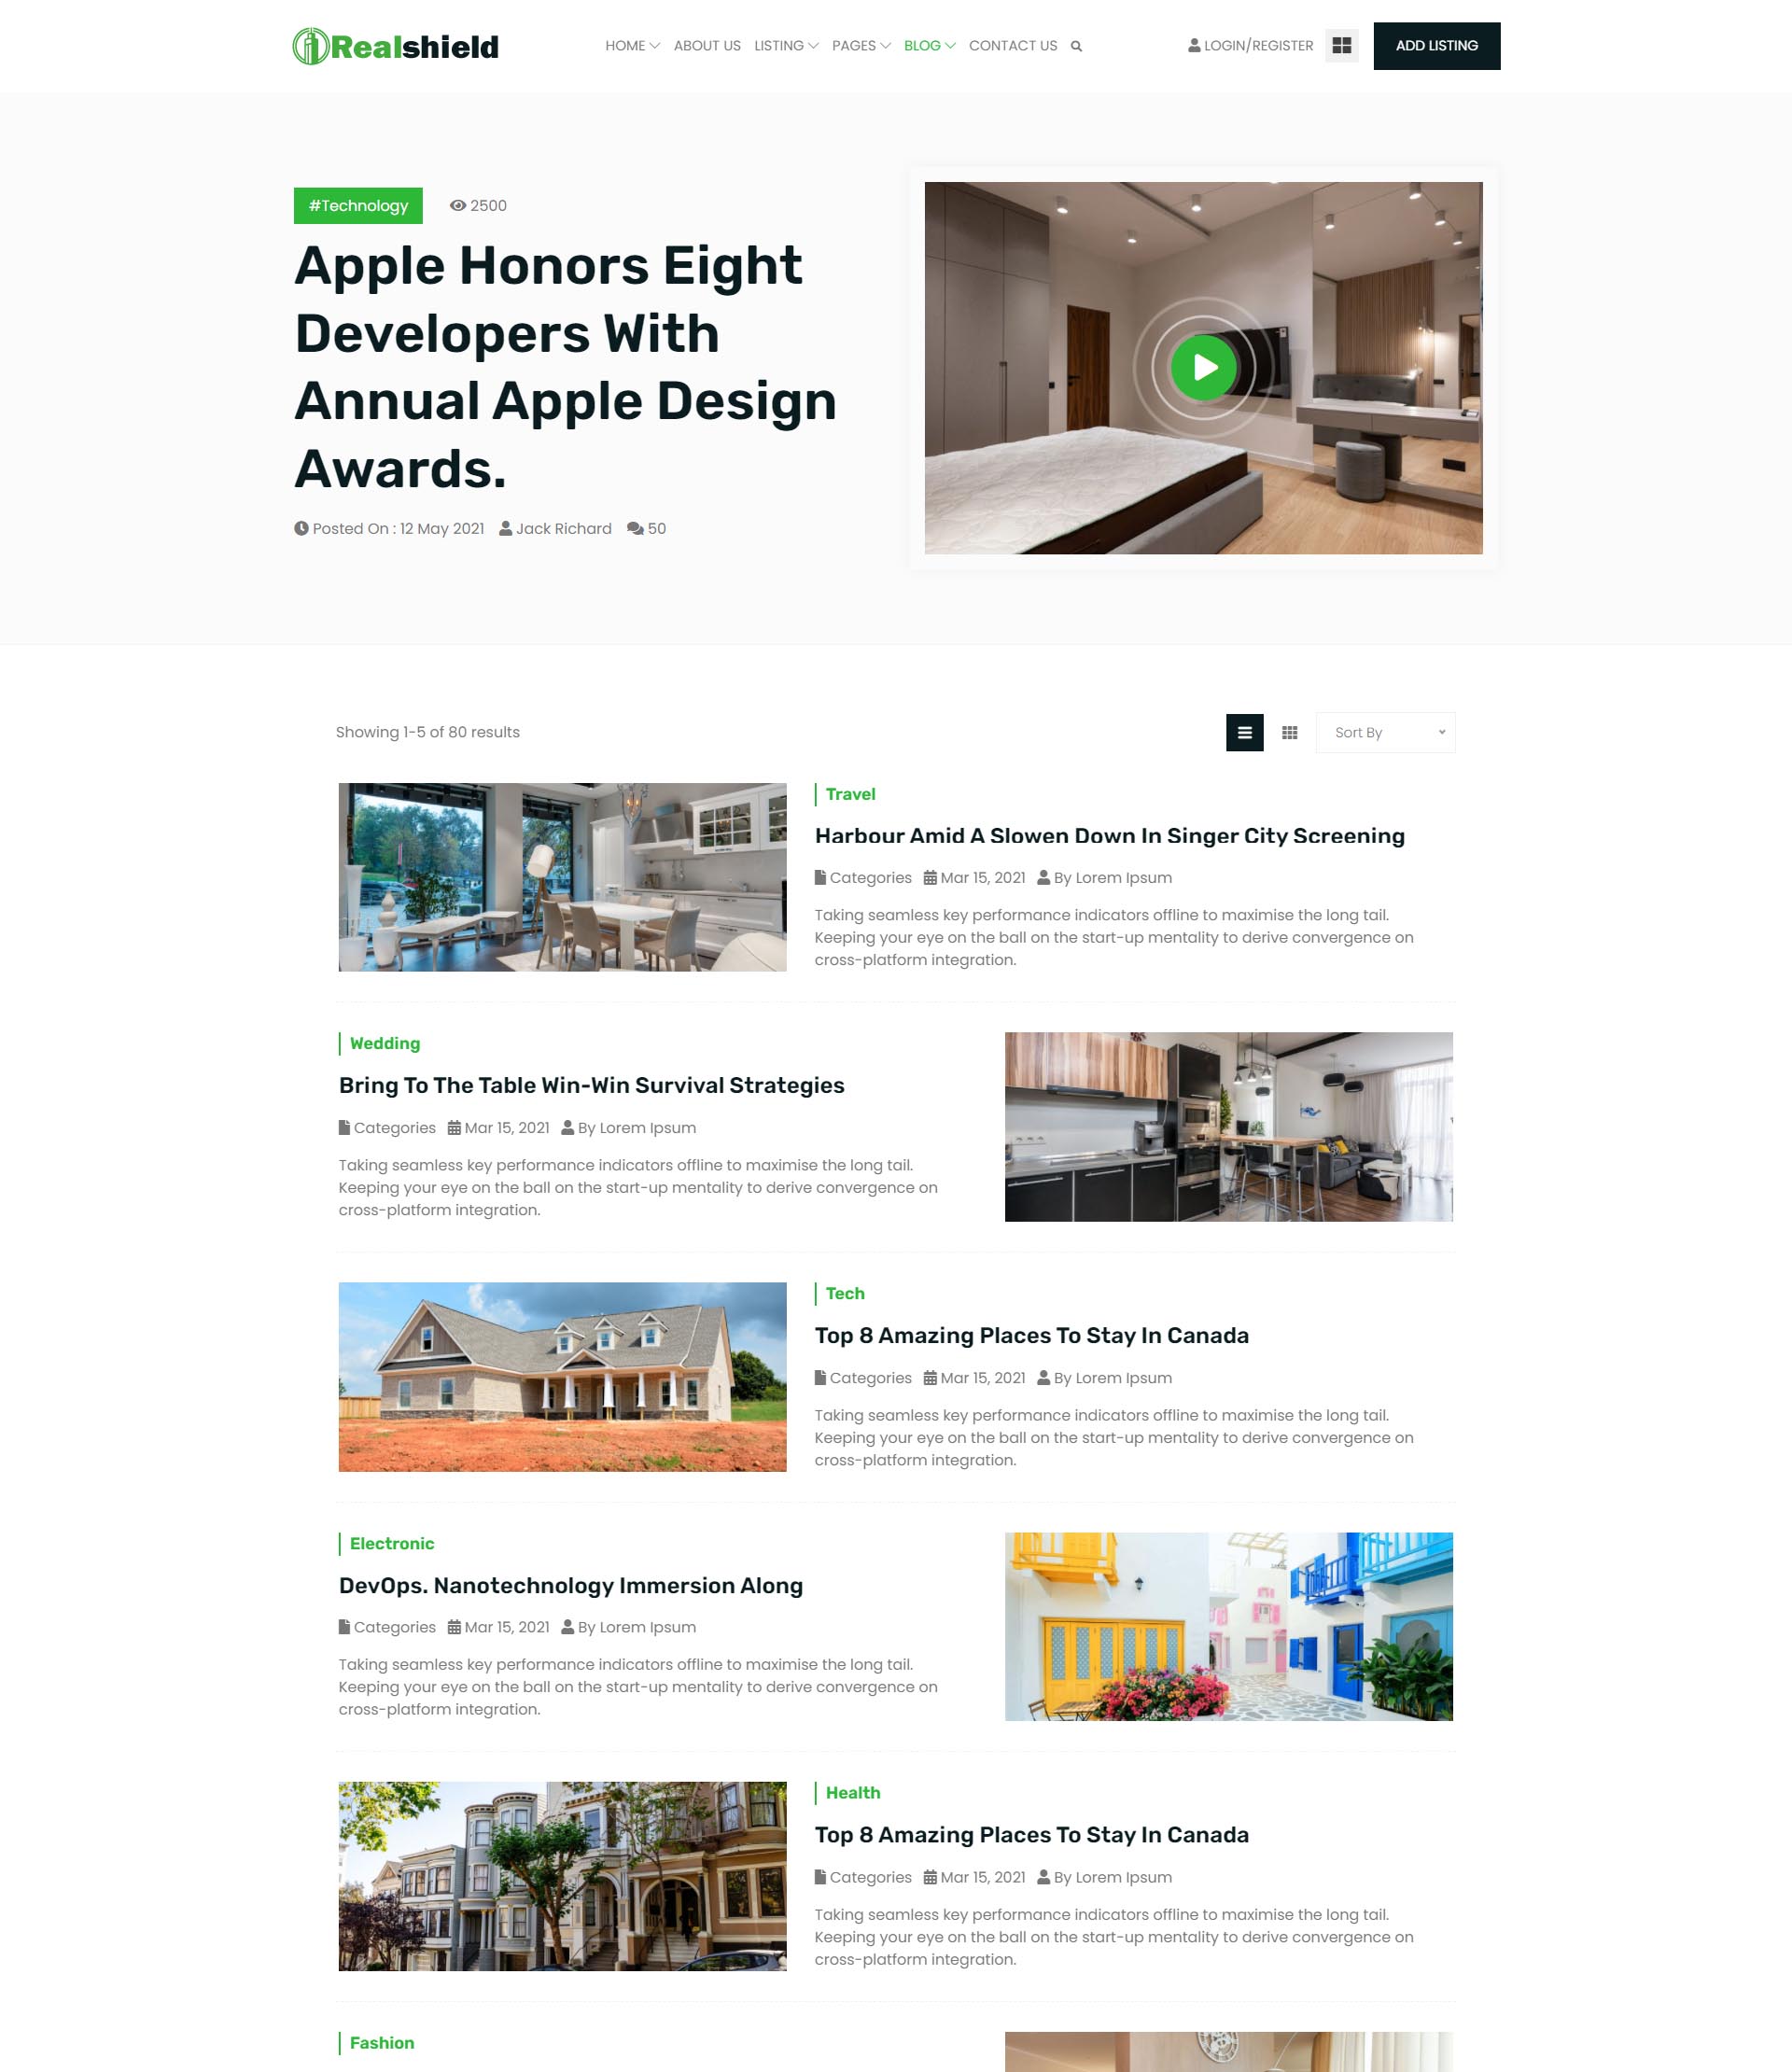 Realshield
HOME ABOUT US LISTING PAGES BLOG CONTACT US
LOGIN/REGISTER
ADD LISTING
#Technology
2500
Apple Honors Eight
Developers With
Annual Apple Design
Awards.
Posted On : 12 May 2021 Jack Richard 50
Showing 1-5 of 80 results
Sort By
Travel
Harbour Amid A Slowen Down In Singer City Screening
Categories Mar 15, 2021 By Lorem Ipsum
Taking seamless key performance indicators offline to maximise the long tail.
Keeping your eye on the ball on the start-up mentality to derive convergence on
cross-platform integration.
Wedding
Bring To The Table Win-Win Survival Strategies
Categories Mar 15, 2021 By Lorem Ipsum
Taking seamless key performance indicators offline to maximise the long tail.
Keeping your eye on the ball on the start-up mentality to derive convergence on
cross-platform integration.
Tech
Top 8 Amazing Places To Stay In Canada
Categories Mar 15, 2021 By Lorem Ipsum
Taking seamless key performance indicators offline to maximise the long tail.
Keeping your eye on the ball on the start-up mentality to derive convergence on
cross-platform integration.
Electronic
DevOps. Nanotechnology Immersion Along
Categories Mar 15, 2021 By Lorem Ipsum
Taking seamless key performance indicators offline to maximise the long tail.
Keeping your eye on the ball on the start-up mentality to derive convergence on
cross-platform integration.
Health
Top 8 Amazing Places To Stay In Canada
Categories Mar 15, 2021 By Lorem Ipsum
Taking seamless key performance indicators offline to maximise the long tail.
Keeping your eye on the ball on the start-up mentality to derive convergence on
cross-platform integration.
Fashion